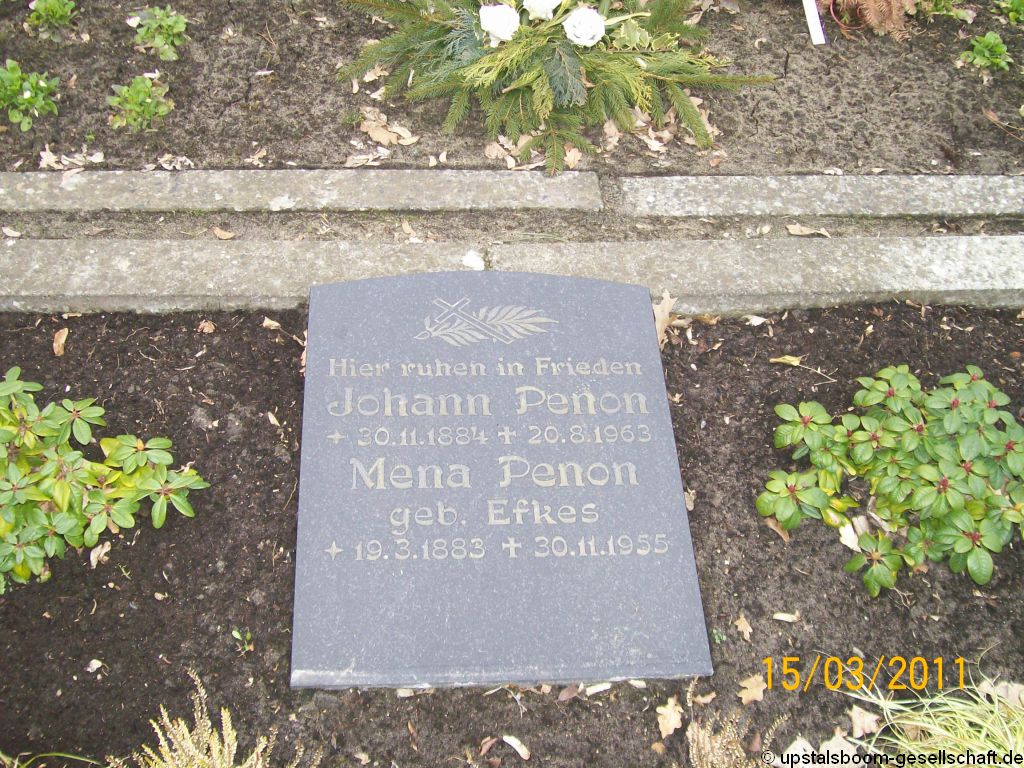 Hier ruhen in Frieden
Johann Penon
✦ 30.11.1884 ✝ 20.8.1963
Mena Penon
geb. Efkes
✦ 19.3.1883 ✝ 30.11.1955
15/03/2011
© upstalsboom-gesellschaft.de